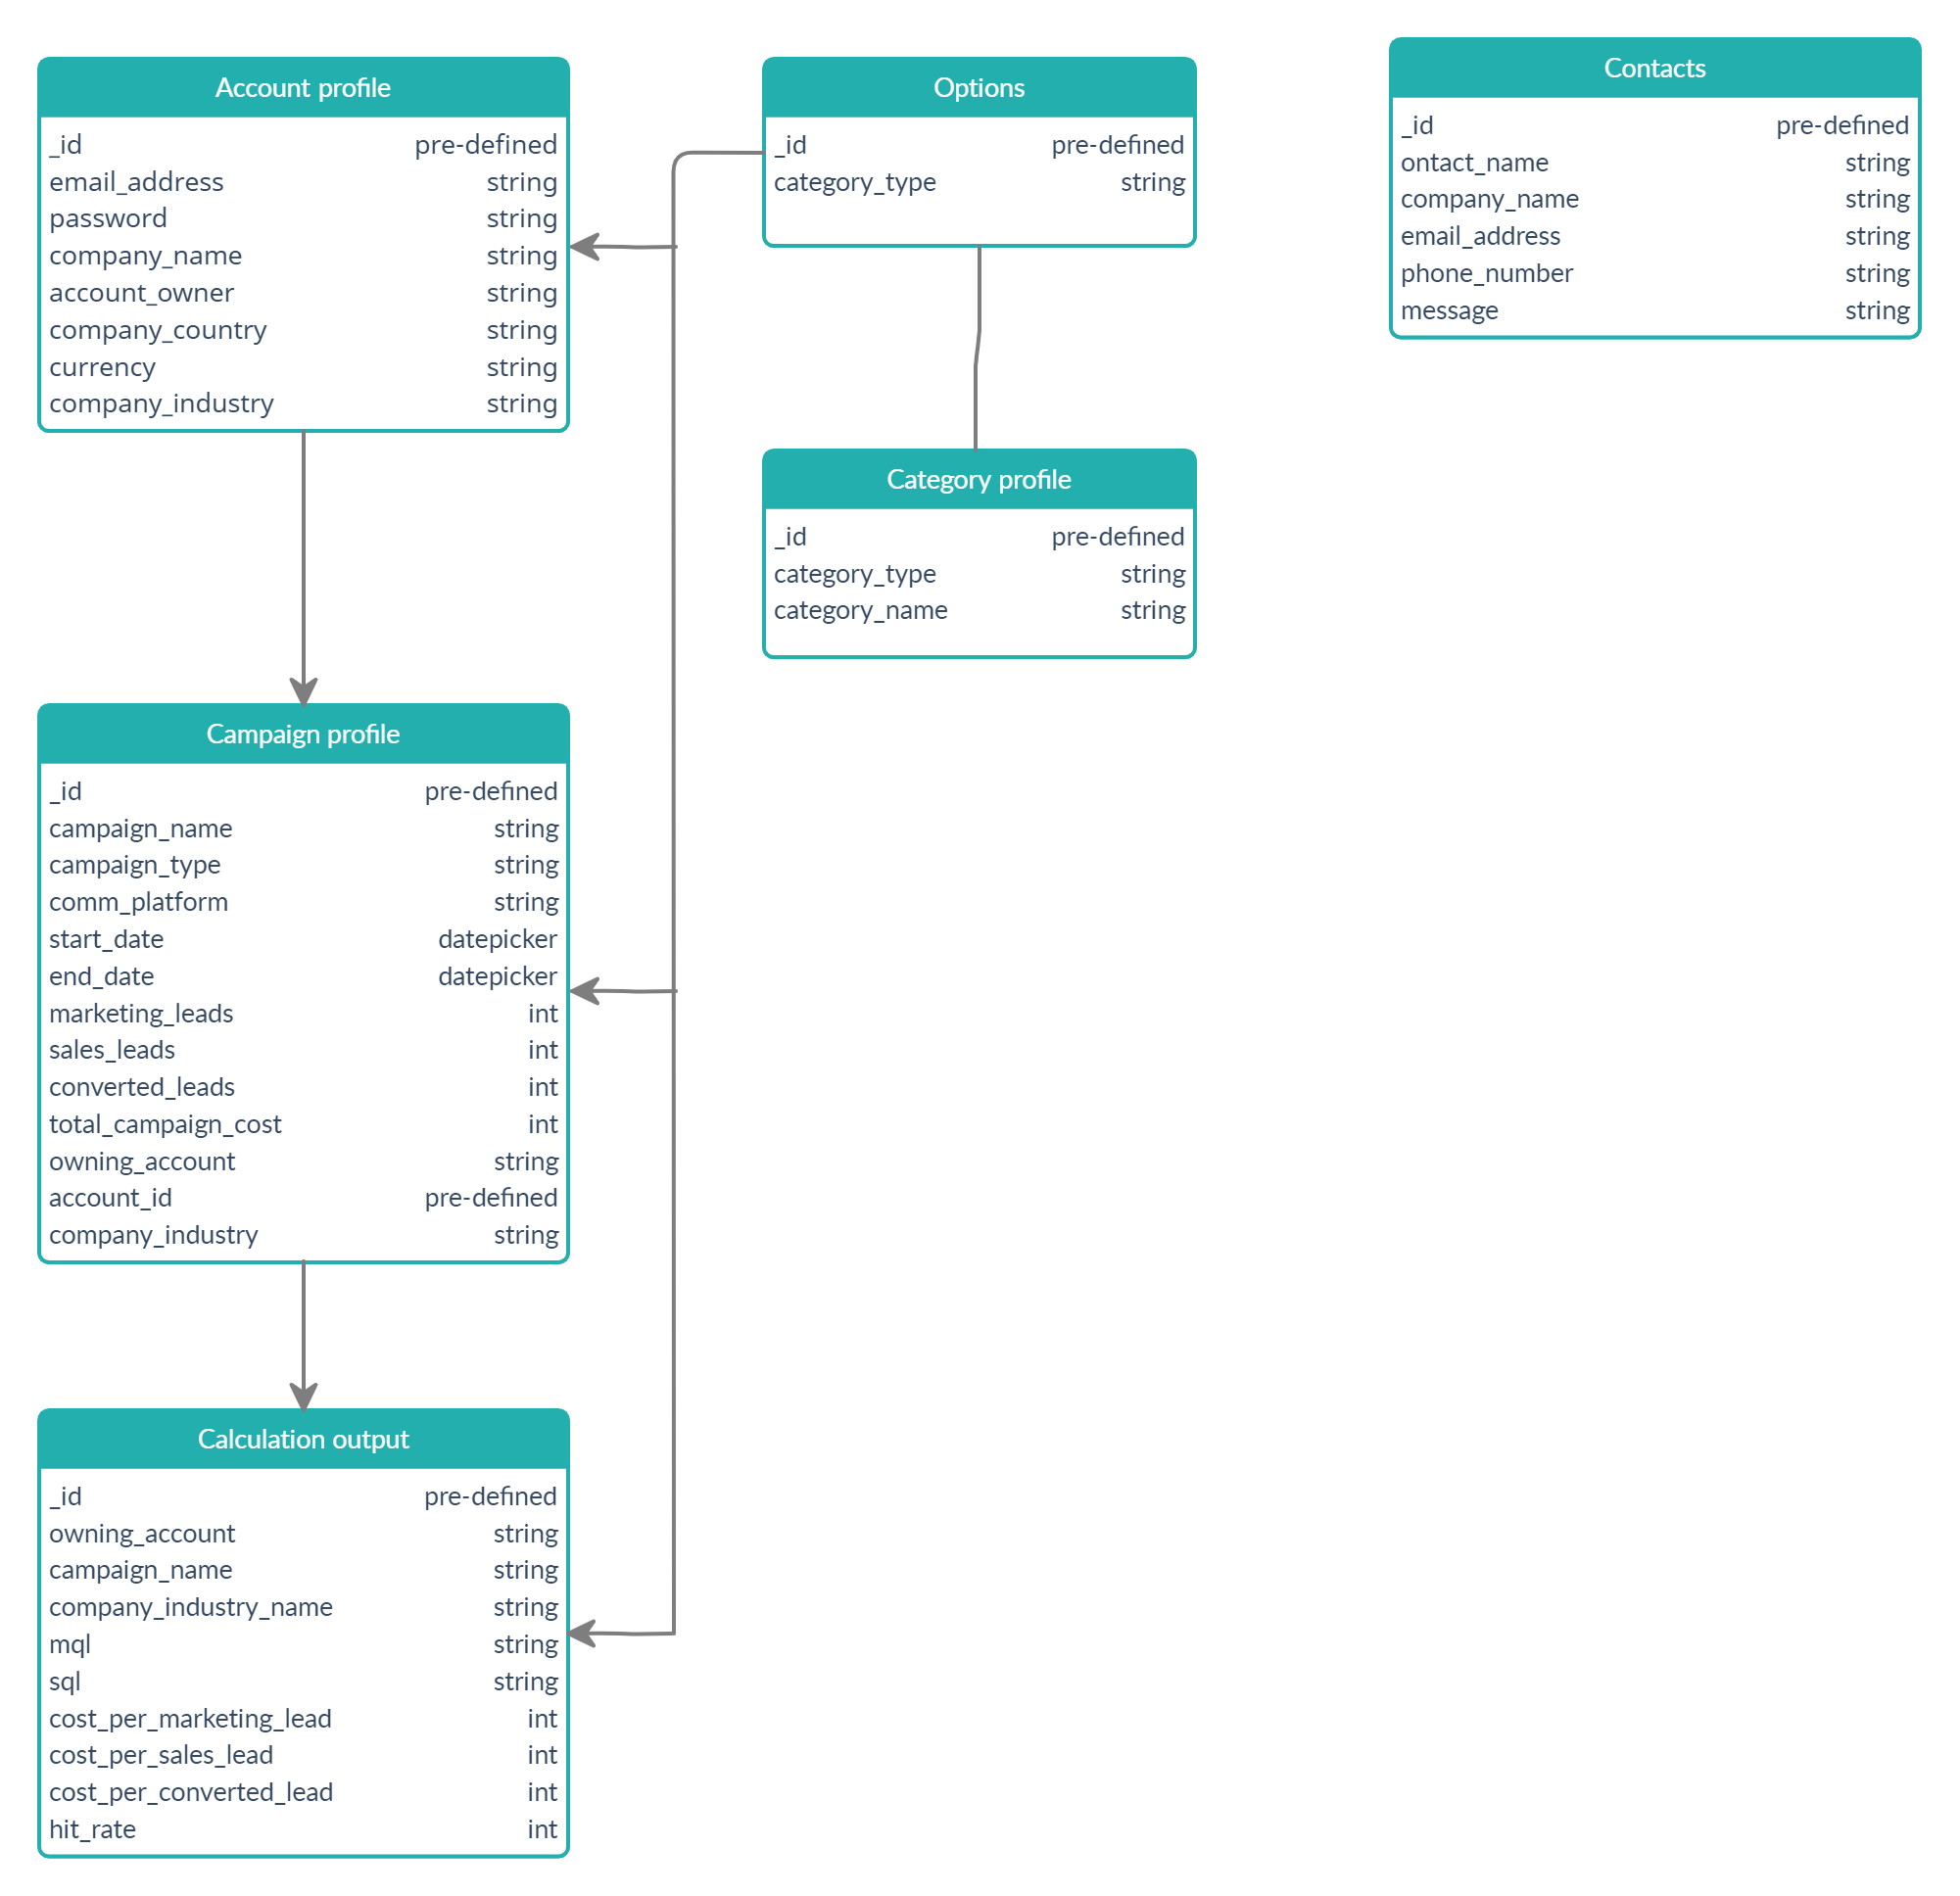 Account profile
_id pre-defined
email_address string
password string
company_name string
account_owner string
company_country string
currency string
company_industry string
Options
_id pre-defined
category_type string
Contacts
_id pre-defined
ontact_name string
company_name string
email_address string
phone_number string
message string
Category profile
_id pre-defined
category_type string
category_name string
Campaign profile
_id pre-defined
campaign_name string
campaign_type string
comm_platform string
start_date datepicker
end_date datepicker
marketing_leads int
sales_leads int
converted_leads int
total_campaign_cost int
owning_account string
account_id pre-defined
company_industry string
Calculation output
_id pre-defined
owning_account string
campaign_name string
company_industry_name string
mql string
sql string
cost_per_marketing_lead int
cost_per_sales_lead int
cost_per_converted_lead int
hit_rate int